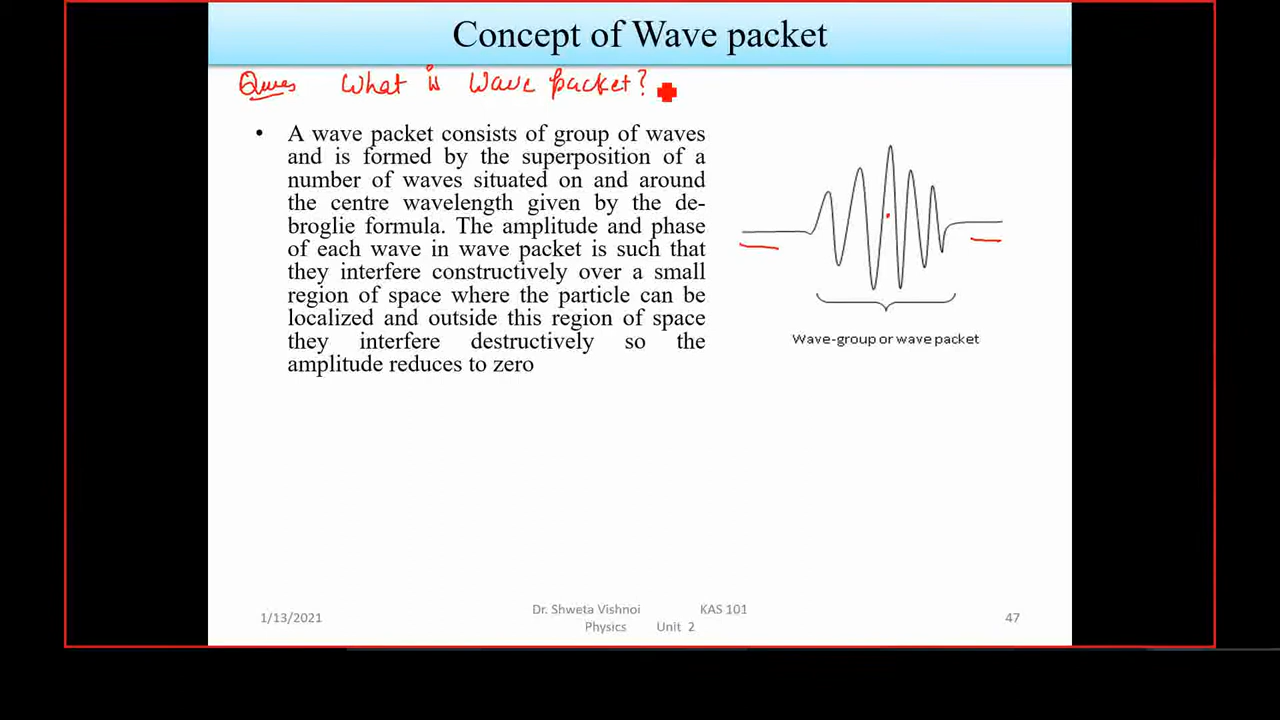 Concept of Wave packet
Ques What is Wave packet?
• A wave packet consists of group of waves
and is formed by the superposition of a
number of waves situated on and around
the centre wavelength given by the de-
broglie formula. The amplitude and phase
of each wave in wave packet is such that
they interfere constructively over a small
region of space where the particle can be
localized and outside this region of space
they interfere destructively so the
amplitude reduces to zero
Wave-group or wave packet
1/13/2021
Dr. Shweta Vishnoi KAS 101
Physics Unit 2
47